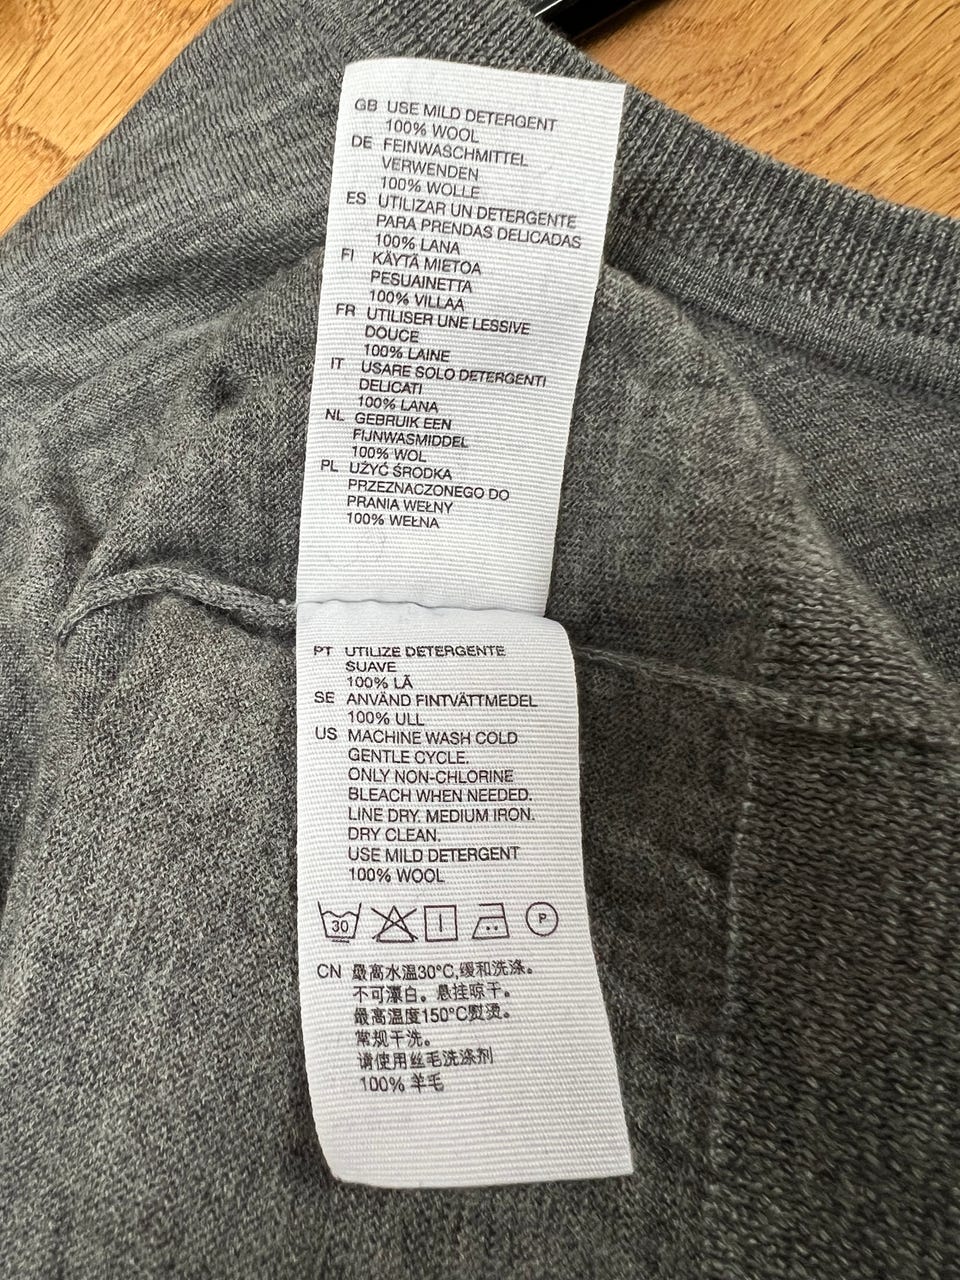 GB USE MILD DETERGENT
100% WOOL
DE FEINWASCHMITTEL
VERWENDEN
100% WOLLE
ES UTILIZAR UN DETERGENTE
PARA PRENDAS DELICADAS
100% LANA
FI KÄYTÄ MIETOA
PESUAINETTA
100% VILLAA
FR UTILISER UNE LESSIVE
DOUCE
100% LAINE
IT USARE SOLO DETERGENTI
DELICATI
100% LANA
NL GEBRUIK EEN
FIJNWASMIDDEL
100% WOL
PL UŻYĆ ŚRODKA
PRZEZNACZONEGO DO
PRANIA WEŁNY
100% WEŁNA
PT UTILIZE DETERGENTE
SUAVE
100% LÃ
SE ANVÄND FINTVÄTTMEDEL
100% ULL
US MACHINE WASH COLD
GENTLE CYCLE.
ONLY NON-CHLORINE
BLEACH WHEN NEEDED.
LINE DRY. MEDIUM IRON.
DRY CLEAN.
USE MILD DETERGENT
100% WOOL
30 P
CN 最高水温30°C,缓和洗涤。
不可漂白。悬挂晾干。
最高温度150°C熨烫。
常规干洗。
请使用丝毛洗涤剂
100% 羊毛